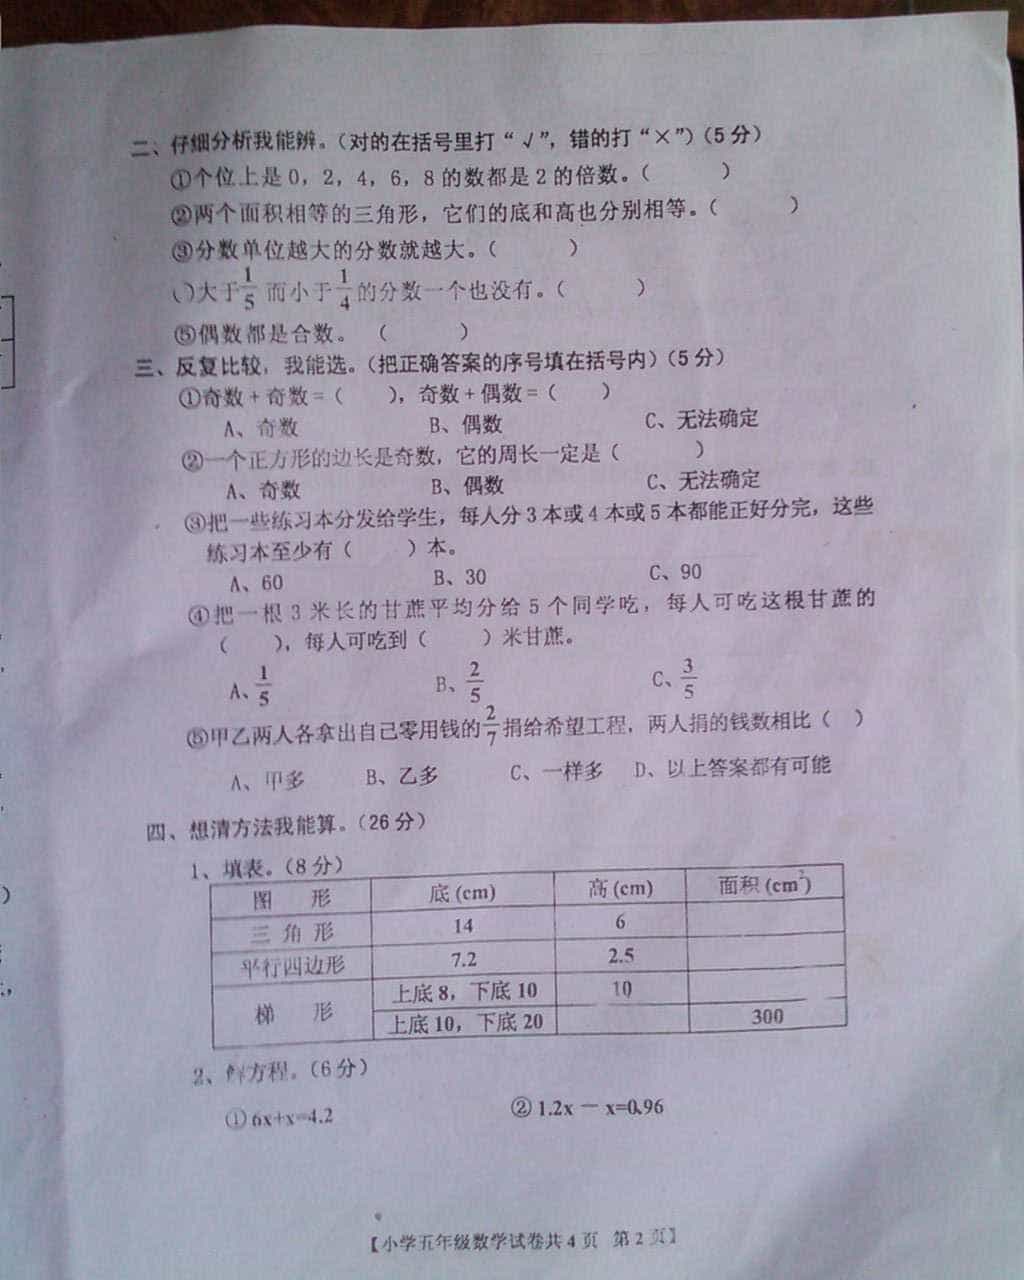 二、仔细分析我能辨。（对的在括号里打“√”，错的打“×”）（5分）
①个位上是0，2，4，6，8的数都是2的倍数。（　　）
②两个面积相等的三角形，它们的底和高也分别相等。（　　）
③分数单位越大的分数就越大。（　　）
大于1/5 而小于1/4的分数一个也没有。（　　）
⑤偶数都是合数。（　　）
三、反复比较，我能选。（把正确答案的序号填在括号内）（5分）
①奇数+奇数=（　　），奇数+偶数=（　　）
A、奇数　B、偶数　C、无法确定
②一个正方形的边长是奇数，它的周长一定是（　　）
A、奇数　B、偶数　C、无法确定
③把一些练习本分发给学生，每人分3本或4本或5本都能正好分完，这些
练习本至少有（　　）本。
A、60　B、30　C、90
④把一根3米长的甘蔗平均分给5个同学吃，每人可吃这根甘蔗的
（　　），每人可吃到（　　）米甘蔗。
A、1/5　B、2/5　C、3/5
⑤甲乙两人各拿出自己零用钱的2/7捐给希望工程，两人捐的钱数相比（　）
A、甲多　B、乙多　C、一样多　D、以上答案都有可能
四、想清方法我能算。（26分）
1、填表。（8分）
图　形　底(cm)　高(cm)　面积(cm²)
三角形　14　6
平行四边形　7.2　2.5
梯　形　上底8，下底10　10
上底10，下底20　300
2、解方程。（6分）
①6x+x=4.2　②1.2x－x=0.96
【小学五年级数学试卷共4页　第2页】